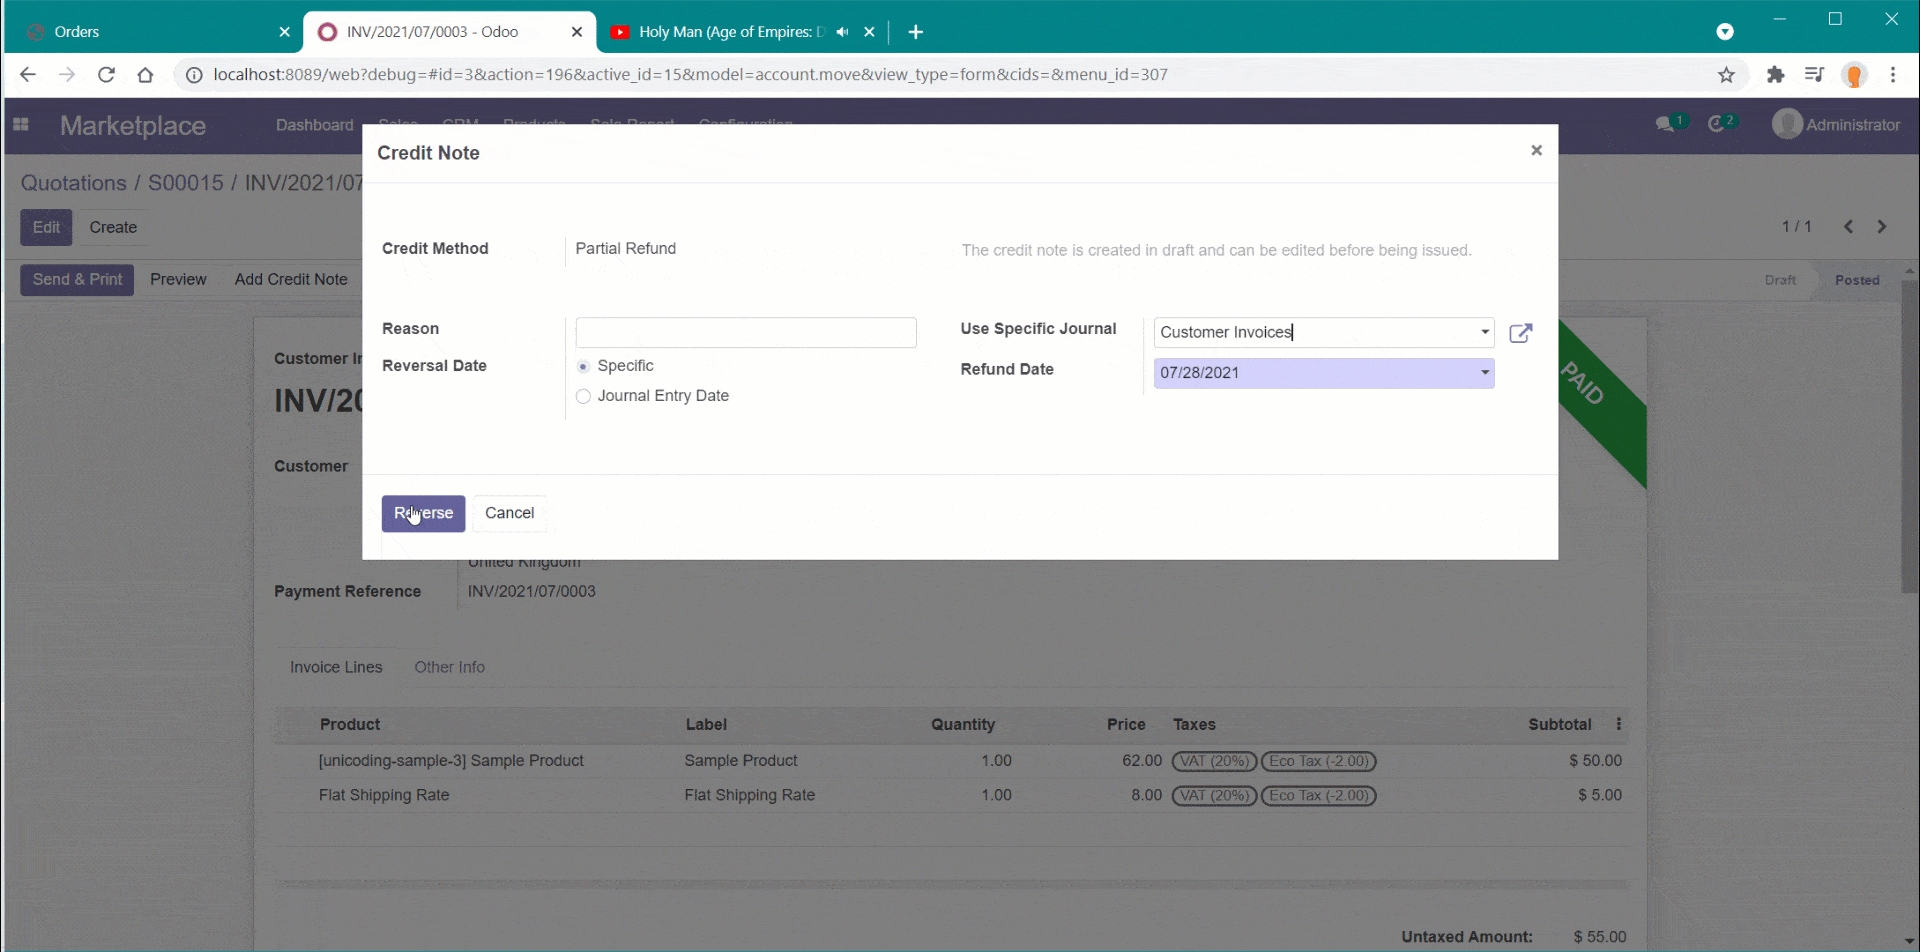 Orders
INV/2021/07/0003 - Odoo
Holy Man (Age of Empires: D
localhost:8089/web?debug=#id=3&action=196&active_id=15&model=account.move&view_type=form&cids=&menu_id=307
Marketplace
Dashboard Sales CRM Products Sale Report Configuration
1 2 Administrator
Credit Note
Quotations / S00015 / INV/2021/07
Edit Create
1 / 1
Credit Method Partial Refund The credit note is created in draft and can be edited before being issued.
Send & Print Preview Add Credit Note
Draft Posted
Reason Use Specific Journal Customer Invoices
Reversal Date Specific
Refund Date 07/28/2021
Journal Entry Date
PAID
Customer In
INV/20
Customer
Reverse Cancel
United Kingdom
Payment Reference INV/2021/07/0003
Invoice Lines Other Info
Product Label Quantity Price Taxes Subtotal
[unicoding-sample-3] Sample Product Sample Product 1.00 62.00 VAT (20%) Eco Tax (-2.00) $ 50.00
Flat Shipping Rate Flat Shipping Rate 1.00 8.00 VAT (20%) Eco Tax (-2.00) $ 5.00
Untaxed Amount: $ 55.00